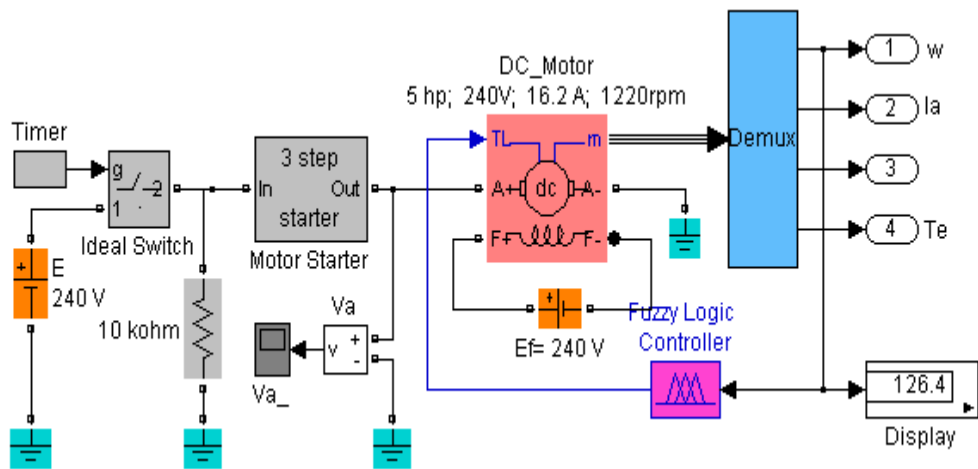 DC_Motor
5 hp; 240V; 16.2 A; 1220rpm
Timer
g
1
2
Ideal Switch
E
240 V
10 kohm
3 step
In Out
starter
Motor Starter
Va
v
+
-
Va_
TL m
A+ dc A-
F+ F-
Ef= 240 V
Fuzzy Logic
Controller
Demux
1 w
2 Ia
3
4 Te
126.4
Display